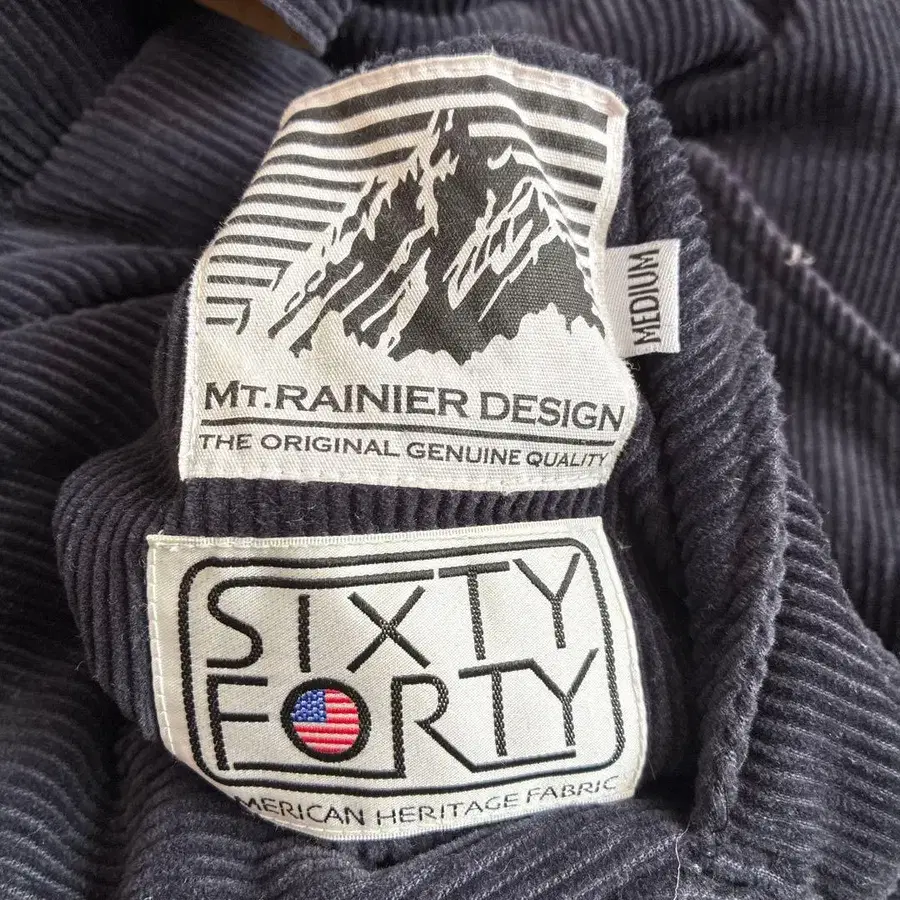 MT.RAINIER DESIGN
THE ORIGINAL GENUINE QUALITY
MEDIUM
SIXTY
FORTY
AMERICAN HERITAGE FABRIC